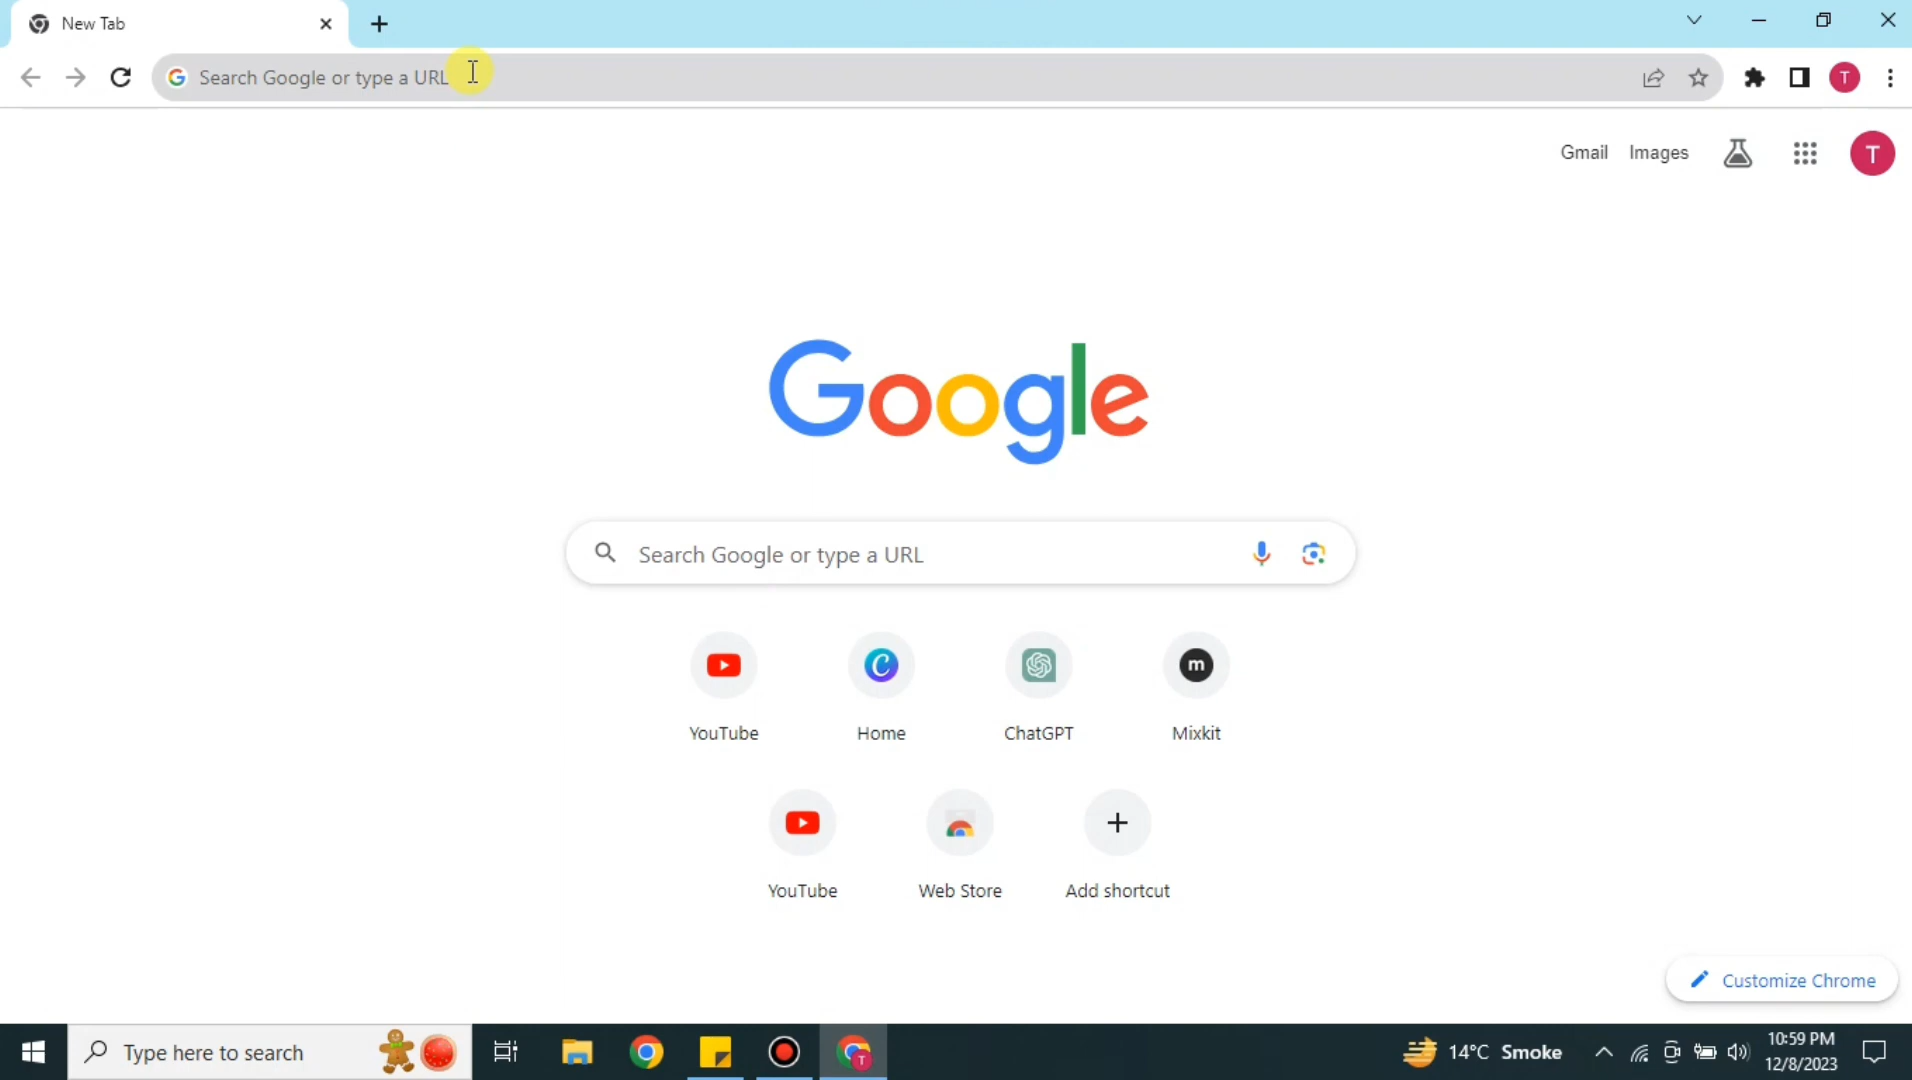 New Tab
Search Google or type a URL
Gmail Images
T
T
Google
Search Google or type a URL
YouTube Home ChatGPT Mixkit
m
YouTube Web Store Add shortcut
Customize Chrome
Type here to search
T
14°C Smoke
10:59 PM
12/8/2023